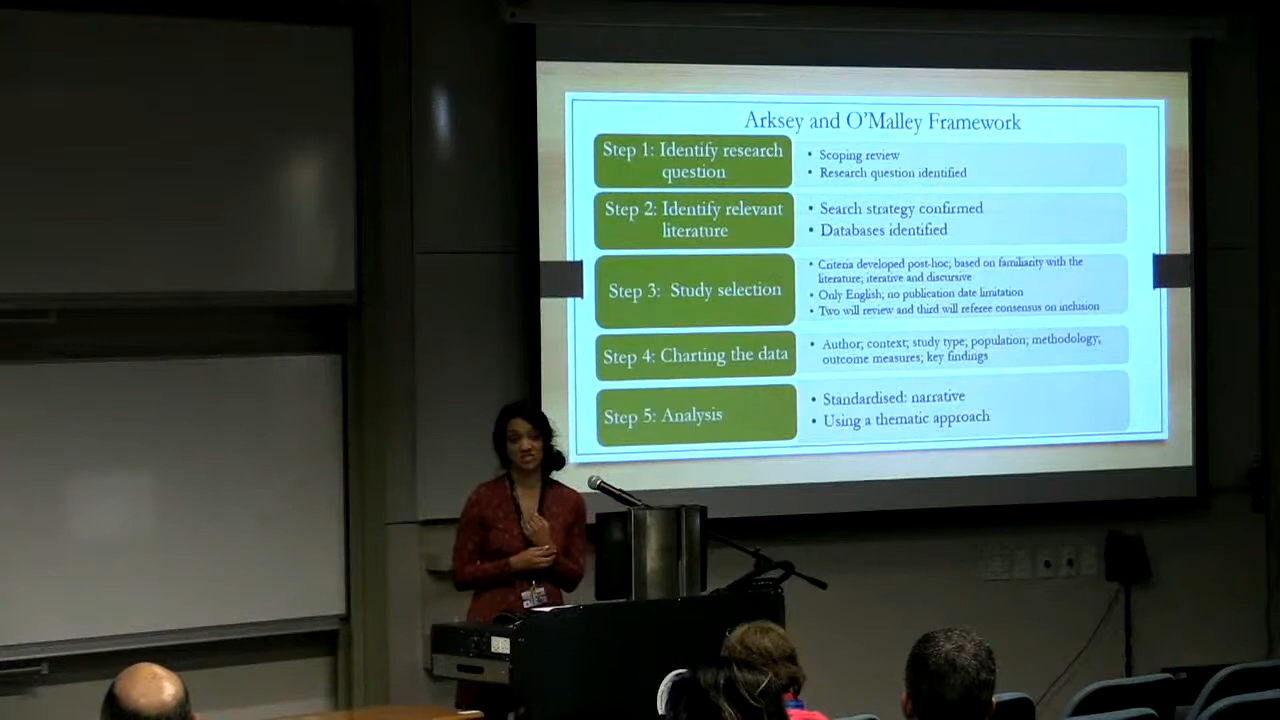 Arksey and O'Malley Framework
Step 1: Identify research
question
• Scoping review
• Research question identified
Step 2: Identify relevant
literature
• Search strategy confirmed
• Databases identified
Step 3: Study selection
• Criteria developed post-hoc; based on familiarity with the
literature; iterative and discursive
• Only English; no publication date limitation
• Two will review and third will referee consensus on inclusion
Step 4: Charting the data
• Author; context; study type; population; methodology,
outcome measures; key findings
Step 5: Analysis
• Standardised: narrative
• Using a thematic approach